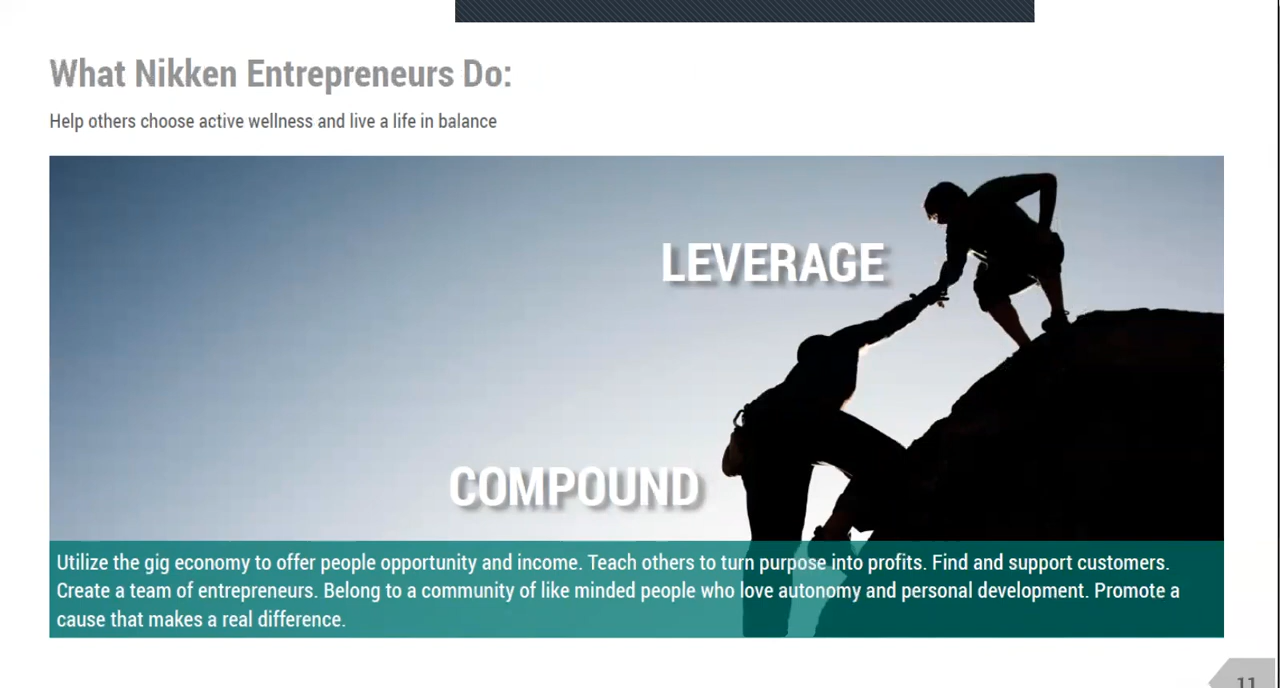 What Nikken Entrepreneurs Do:
Help others choose active wellness and live a life in balance
LEVERAGE
COMPOUND
Utilize the gig economy to offer people opportunity and income. Teach others to turn purpose into profits. Find and support customers.
Create a team of entrepreneurs. Belong to a community of like minded people who love autonomy and personal development. Promote a
cause that makes a real difference.
11